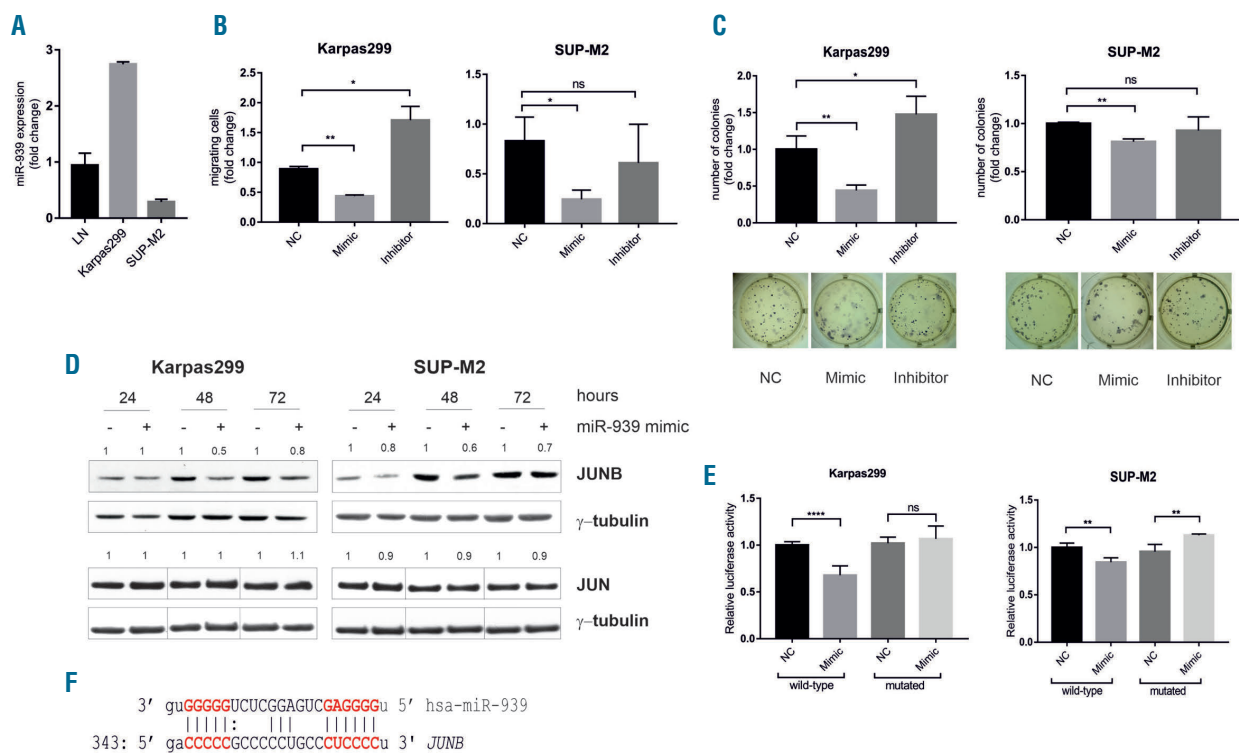 A
miR-939 expression
(fold change)
3
2
1
0
LN
Karpas299
SUP-M2
B
Karpas299
migrating cells
(fold change)
2.5
2.0
1.5
1.0
0.5
0.0
*
**
NC
Mimic
Inhibitor
SUP-M2
1.5
1.0
0.5
0.0
ns
*
NC
Mimic
Inhibitor
C
Karpas299
number of colonies
(fold change)
2.0
1.5
1.0
0.5
0.0
*
**
NC
Mimic
Inhibitor
SUP-M2
number of colonies
(fold change)
1.5
1.0
0.5
0.0
ns
**
NC
Mimic
Inhibitor
NC Mimic Inhibitor
NC Mimic Inhibitor
D
Karpas299 SUP-M2
24 48 72 24 48 72 hours
- + - + - + - + - + - + miR-939 mimic
1 1 1 0.5 1 0.8 1 0.8 1 0.6 1 0.7
JUNB
γ–tubulin
1 1 1 1 1 1.1 1 0.9 1 0.9 1 0.9
JUN
γ–tubulin
E
Karpas299
Relative luciferase activity
1.5
1.0
0.5
0.0
****
ns
NC
Mimic
NC
Mimic
wild-type mutated
SUP-M2
Relative luciferase activity
1.5
1.0
0.5
0.0
**
**
NC
Mimic
NC
Mimic
wild-type mutated
F
3' guGGGGGUCUCGGAGUCGAGGGGu 5' hsa-miR-939
|||||: ||| ||||||
343: 5' gaCCCCCGCCCCCUGCCCUCCCCu 3' JUNB